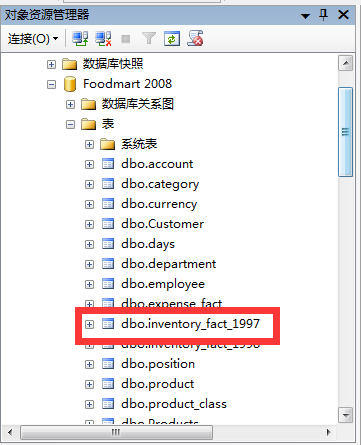 对象资源管理器
连接(O)
数据库快照
Foodmart 2008
数据库关系图
表
系统表
dbo.account
dbo.category
dbo.currency
dbo.Customer
dbo.days
dbo.department
dbo.employee
dbo.expense_fact
dbo.inventory_fact_1997
dbo.inventory_fact_1998
dbo.position
dbo.product
dbo.product_class
dbo.Products